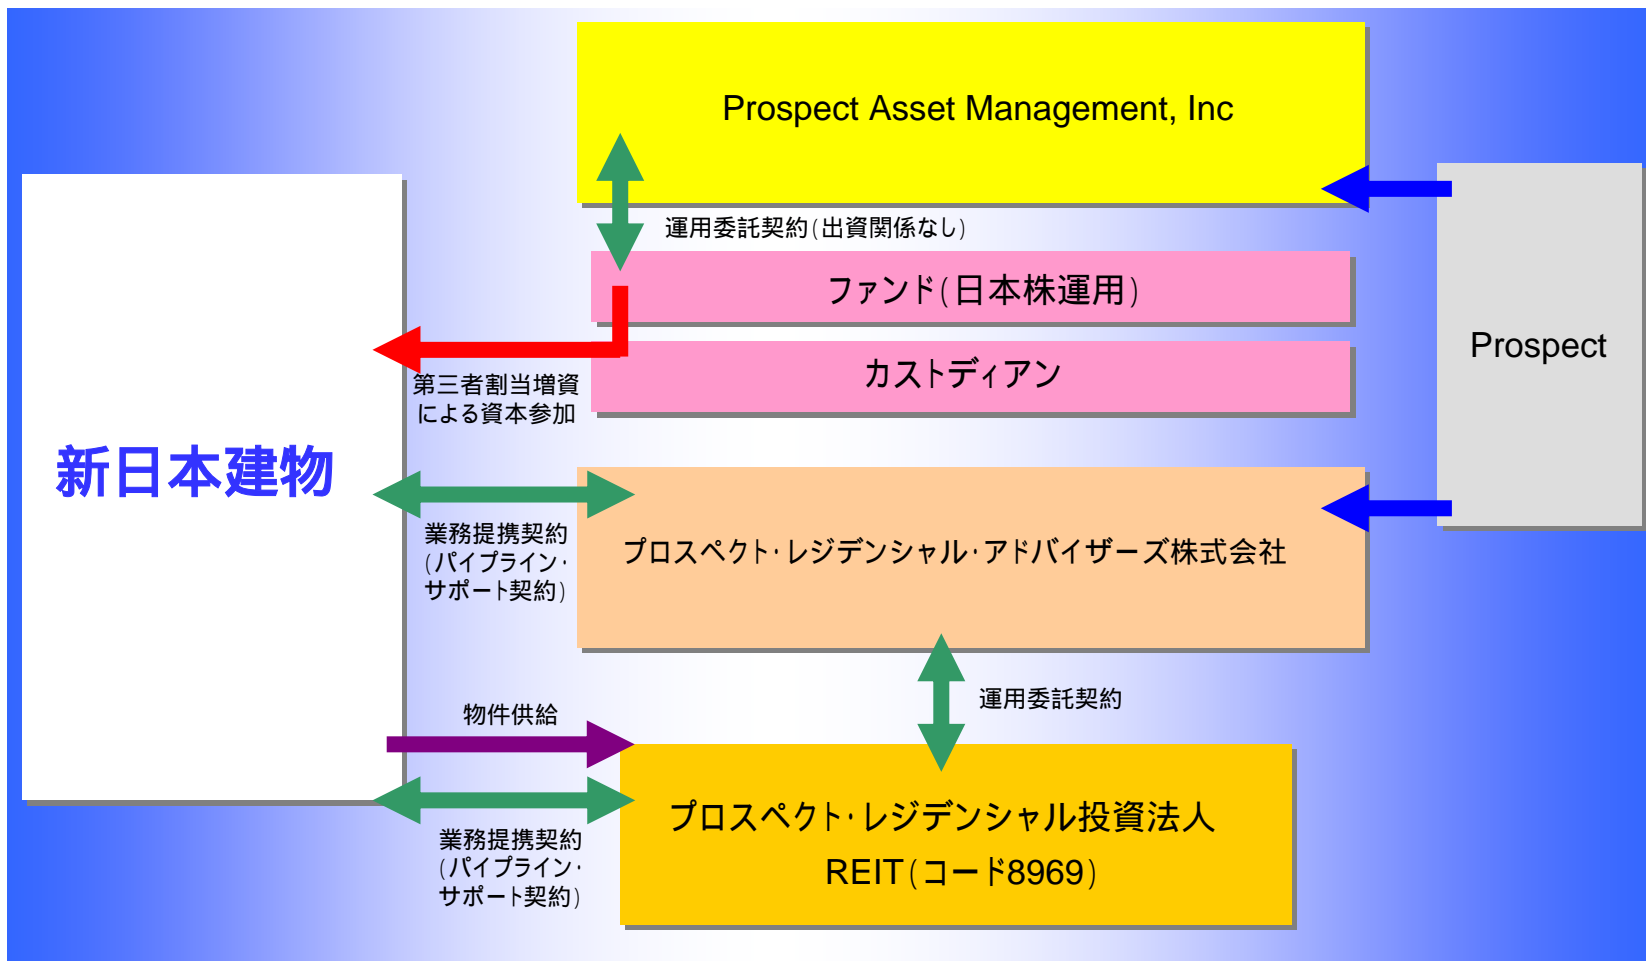 Prospect Asset Management, Inc
運用委託契約(出資関係なし)
ファンド(日本株運用)
カストディアン
Prospect
第三者割当増資
による資本参加
新日本建物
業務提携契約
(パイプライン・
サポート契約)
プロスペクト・レジデンシャル・アドバイザーズ株式会社
運用委託契約
物件供給
プロスペクト・レジデンシャル投資法人
REIT(コード8969)
業務提携契約
(パイプライン・
サポート契約)